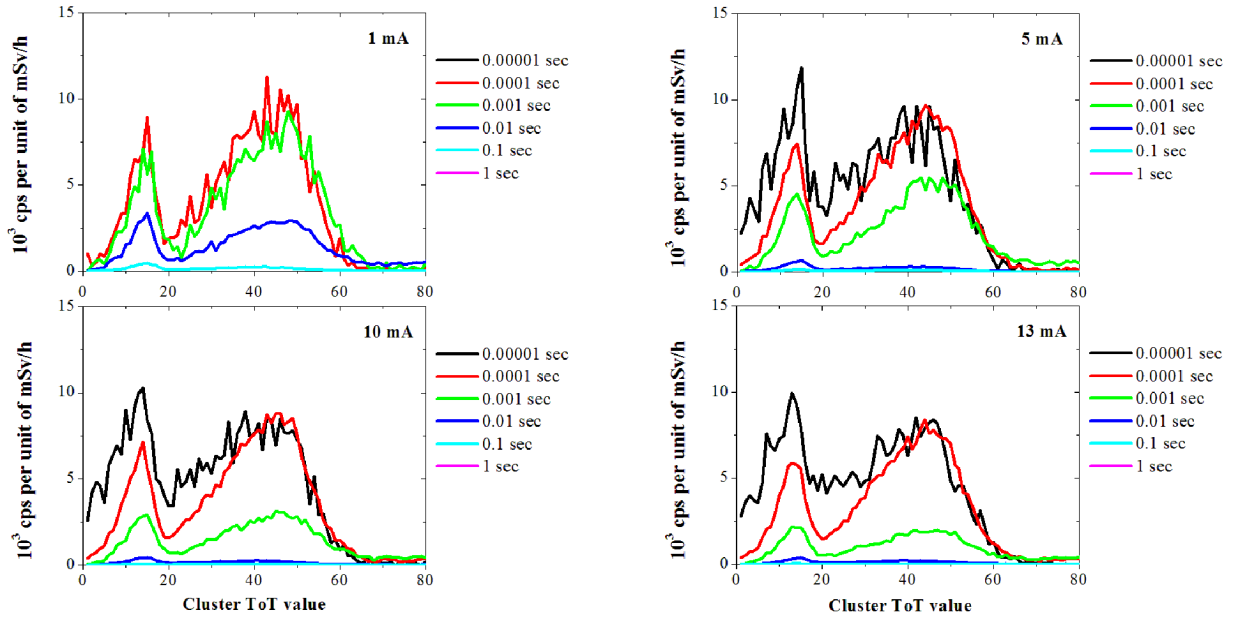 15
10
5
0
0
20
40
60
80
10³ cps per unit of mSv/h
1 mA
0.00001 sec
0.0001 sec
0.001 sec
0.01 sec
0.1 sec
1 sec
15
10
5
0
0
20
40
60
80
10³ cps per unit of mSv/h
5 mA
0.00001 sec
0.0001 sec
0.001 sec
0.01 sec
0.1 sec
1 sec
15
10
5
0
0
20
40
60
80
10³ cps per unit of mSv/h
10 mA
0.00001 sec
0.0001 sec
0.001 sec
0.01 sec
0.1 sec
1 sec
Cluster ToT value
15
10
5
0
0
20
40
60
80
10³ cps per unit of mSv/h
13 mA
0.00001 sec
0.0001 sec
0.001 sec
0.01 sec
0.1 sec
1 sec
Cluster ToT value